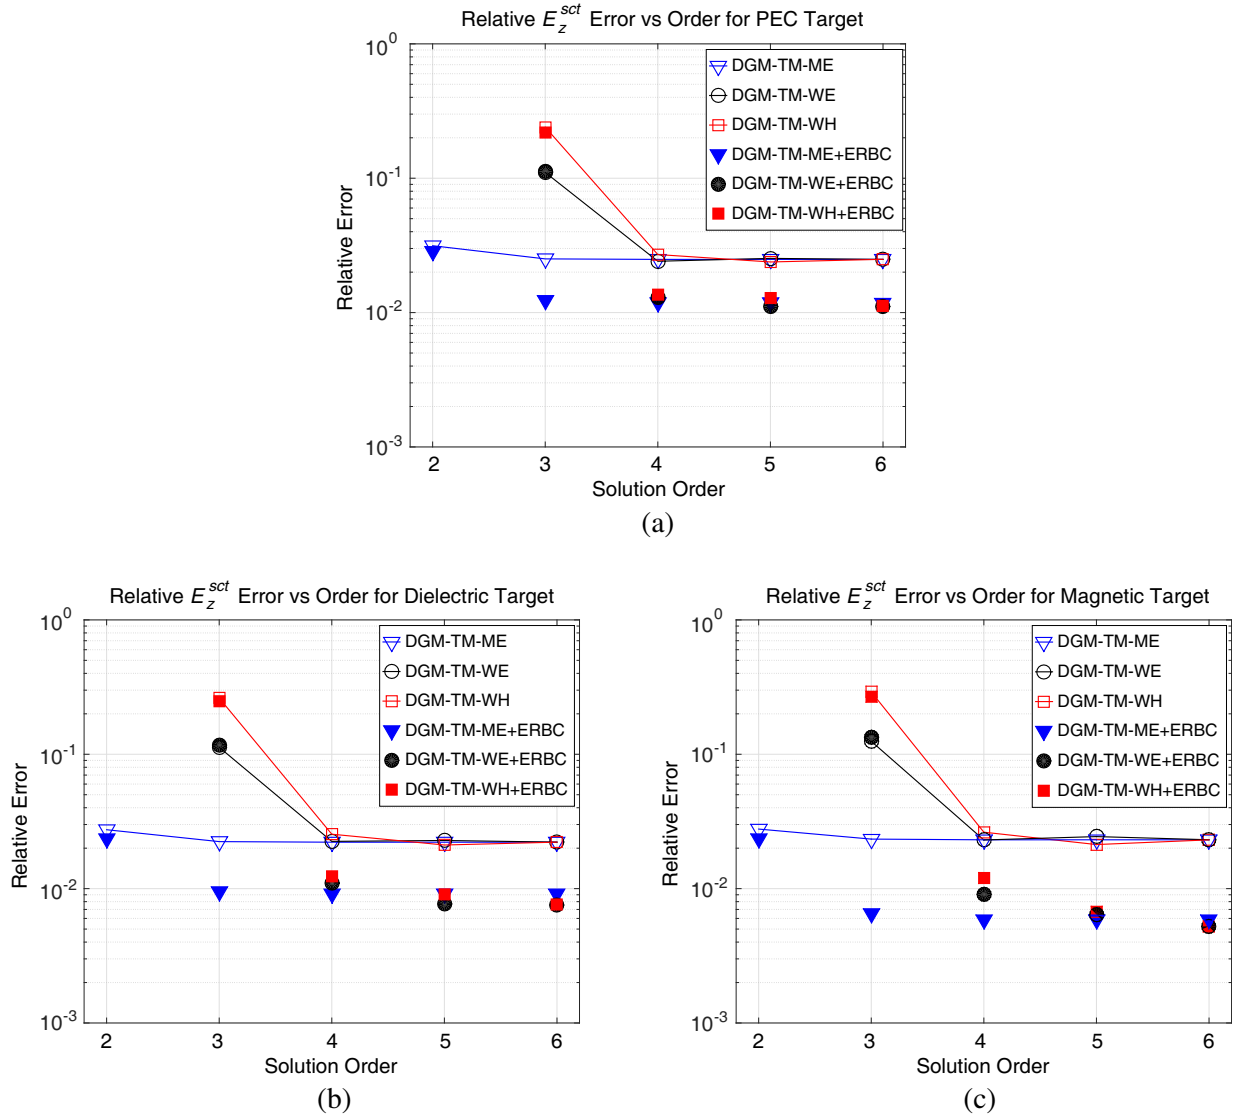 Relative E_z^sct Error vs Order for PEC Target
10^0
10^-1
10^-2
10^-3
Relative Error
DGM-TM-ME
DGM-TM-WE
DGM-TM-WH
DGM-TM-ME+ERBC
DGM-TM-WE+ERBC
DGM-TM-WH+ERBC
2 3 4 5 6
Solution Order
(a)
Relative E_z^sct Error vs Order for Dielectric Target
10^0
10^-1
10^-2
10^-3
Relative Error
DGM-TM-ME
DGM-TM-WE
DGM-TM-WH
DGM-TM-ME+ERBC
DGM-TM-WE+ERBC
DGM-TM-WH+ERBC
2 3 4 5 6
Solution Order
(b)
Relative E_z^sct Error vs Order for Magnetic Target
10^0
10^-1
10^-2
10^-3
Relative Error
DGM-TM-ME
DGM-TM-WE
DGM-TM-WH
DGM-TM-ME+ERBC
DGM-TM-WE+ERBC
DGM-TM-WH+ERBC
2 3 4 5 6
Solution Order
(c)